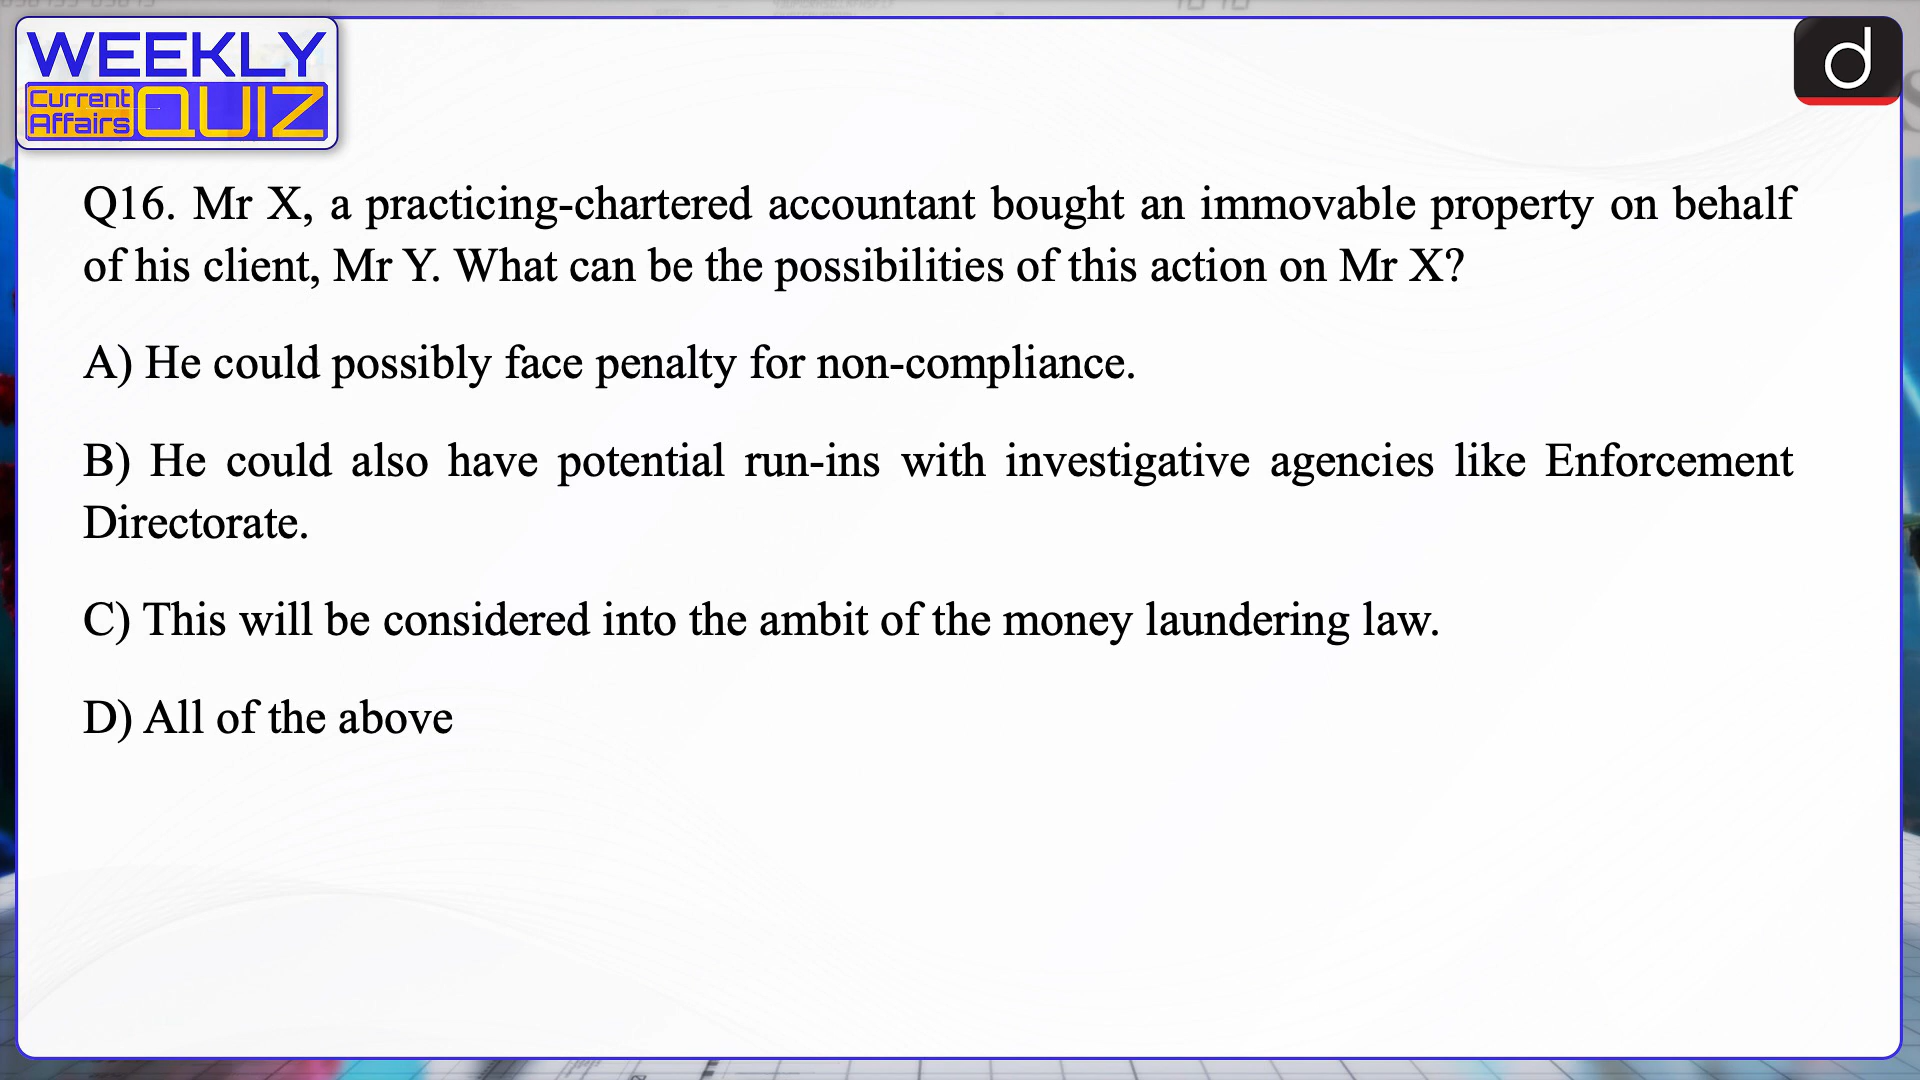 WEEKLY
Current
Affairs
QUIZ
d
Q16. Mr X, a practicing-chartered accountant bought an immovable property on behalf
of his client, Mr Y. What can be the possibilities of this action on Mr X?
A) He could possibly face penalty for non-compliance.
B) He could also have potential run-ins with investigative agencies like Enforcement
Directorate.
C) This will be considered into the ambit of the money laundering law.
D) All of the above